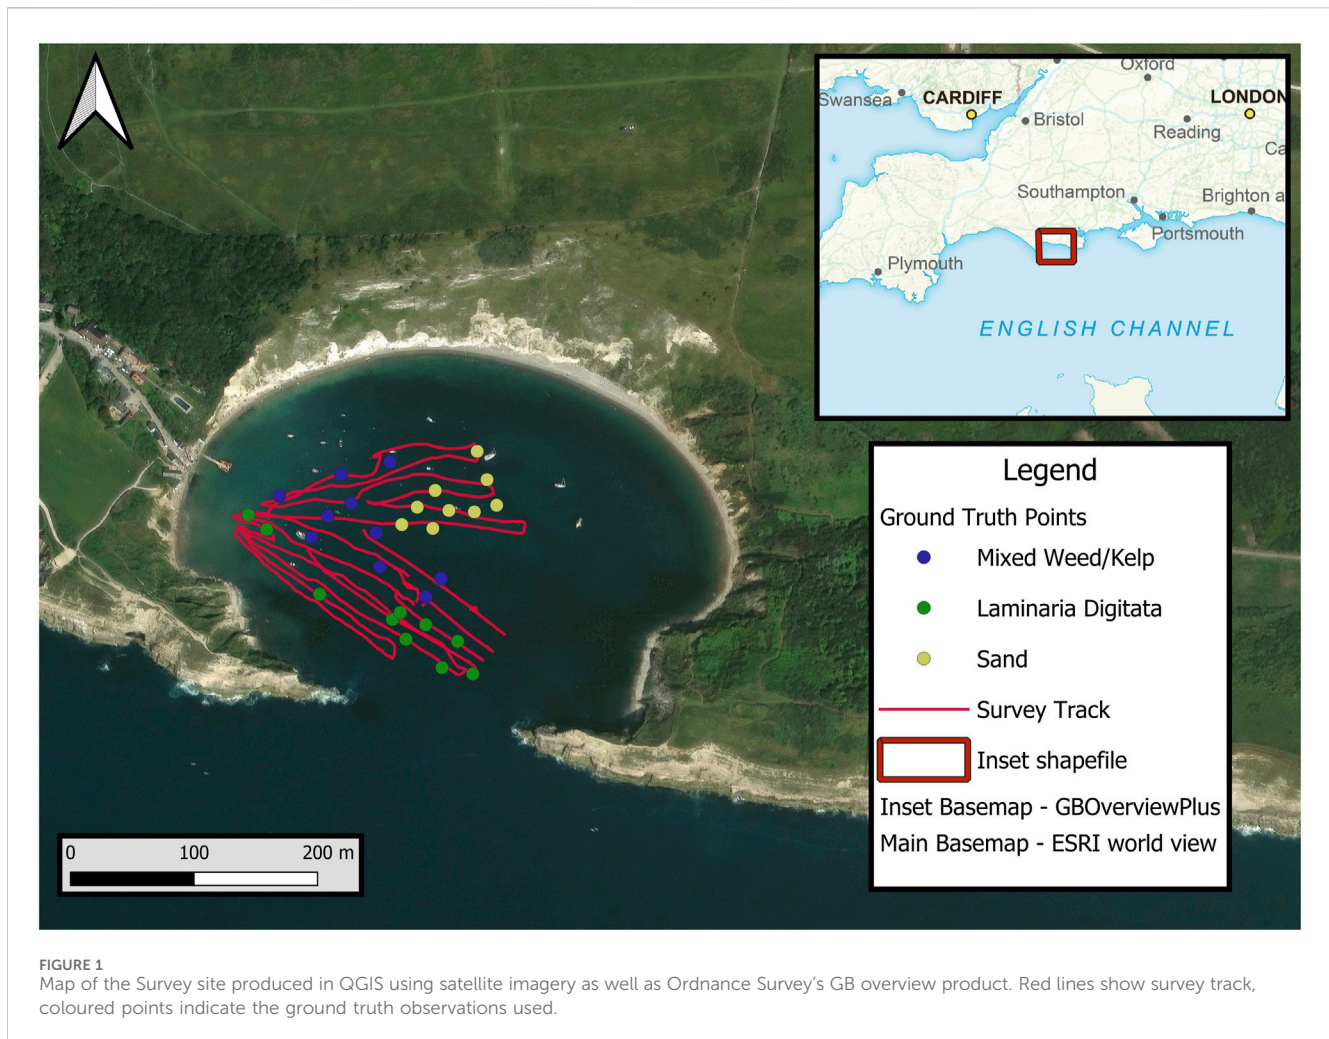 Oxford
Swansea
CARDIFF
LONDON
Bristol
Reading
Ca
Southampton
Brighton a
Portsmouth
Plymouth
ENGLISH CHANNEL
Legend
Ground Truth Points
Mixed Weed/Kelp
Laminaria Digitata
Sand
Survey Track
Inset shapefile
Inset Basemap - GBOverviewPlus
Main Basemap - ESRI world view
0 100 200 m
FIGURE 1
Map of the Survey site produced in QGIS using satellite imagery as well as Ordnance Survey’s GB overview product. Red lines show survey track,
coloured points indicate the ground truth observations used.